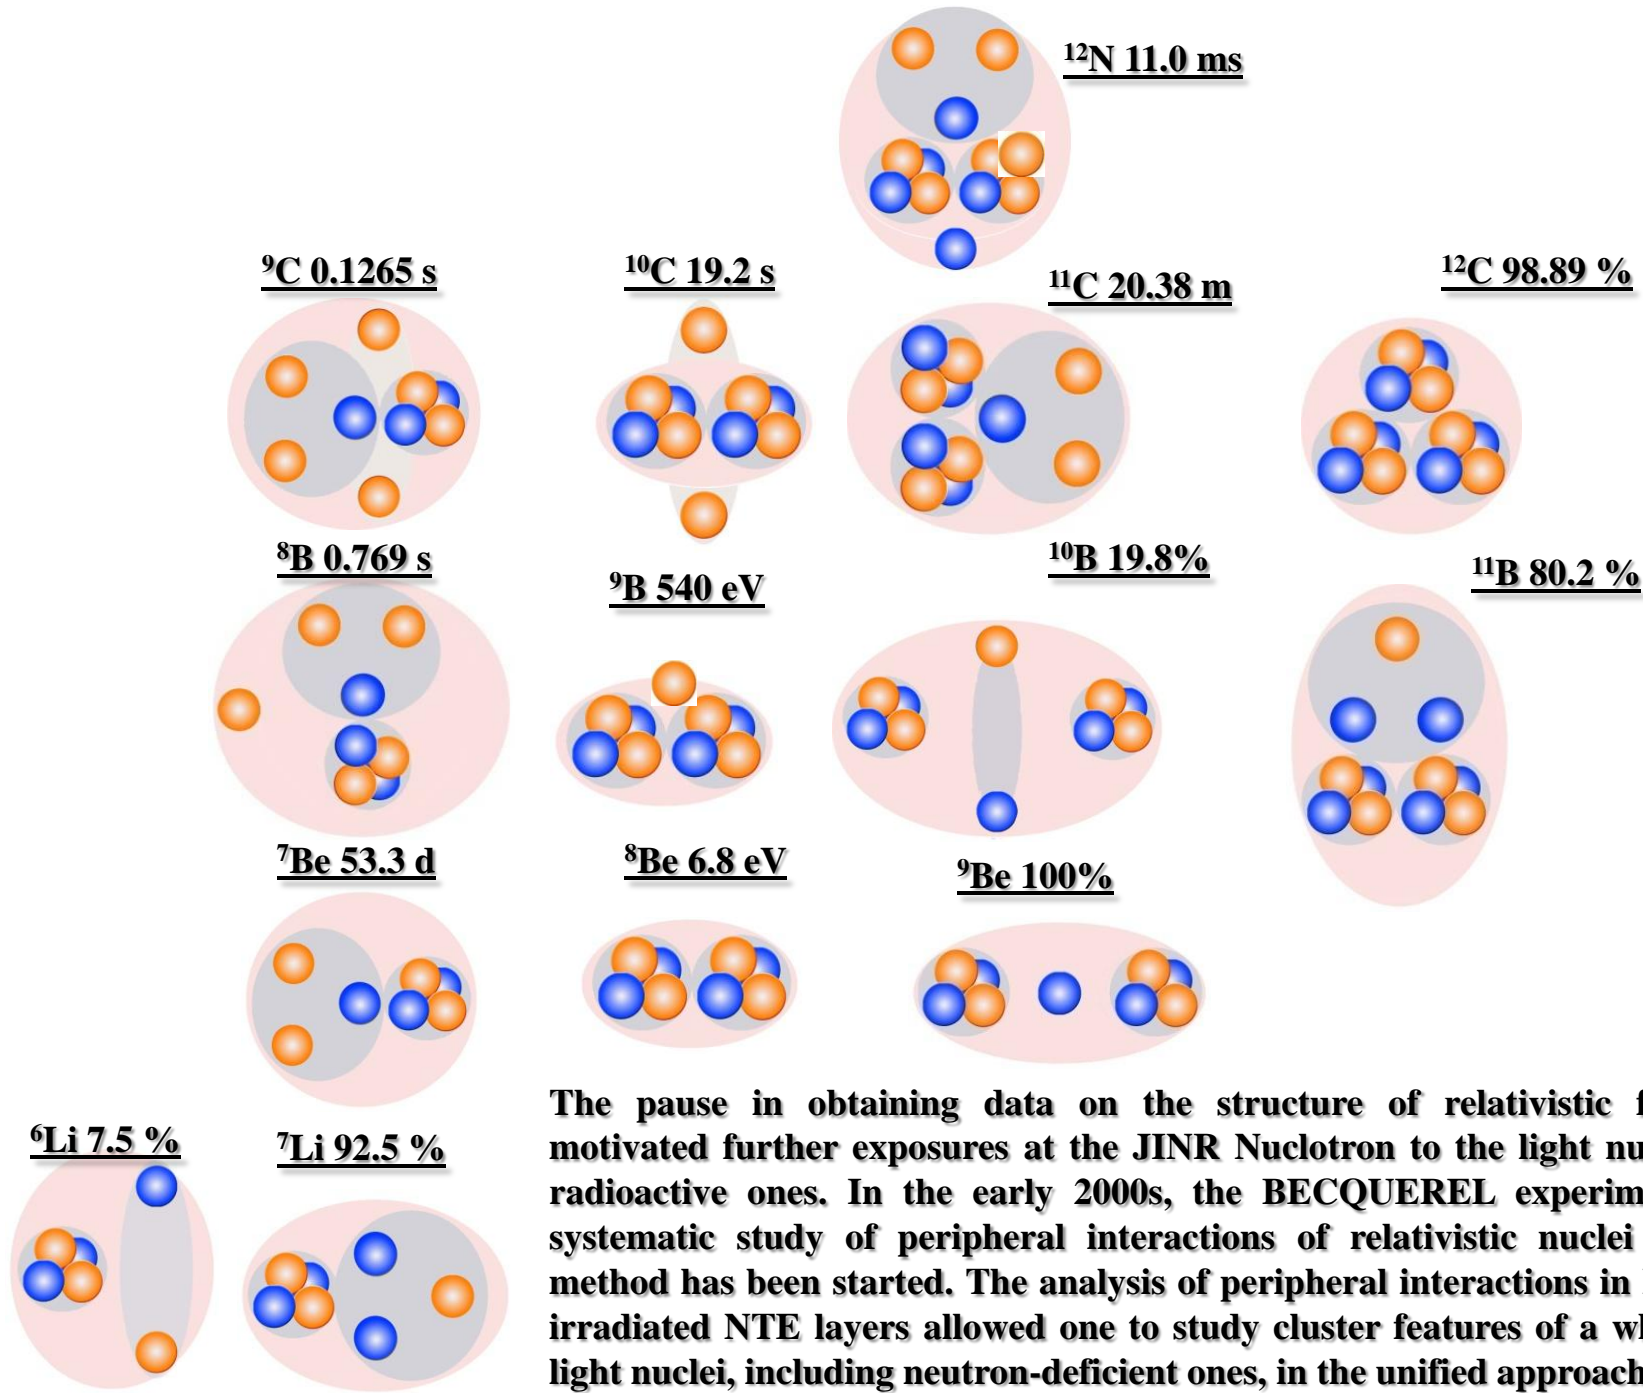 ¹²N 11.0 ms
⁹C 0.1265 s
¹⁰C 19.2 s
¹¹C 20.38 m
¹²C 98.89 %
⁸B 0.769 s
⁹B 540 eV
¹⁰B 19.8%
¹¹B 80.2 %
⁷Be 53.3 d
⁸Be 6.8 eV
⁹Be 100%
⁶Li 7.5 %
⁷Li 92.5 %
The pause in obtaining data on the structure of relativistic
motivated further exposures at the JINR Nuclotron to the light
radioactive ones. In the early 2000s, the BECQUEREL
systematic study of peripheral interactions of relativistic nuclei
method has been started. The analysis of peripheral interactions in
irradiated NTE layers allowed one to study cluster features of a
light nuclei, including neutron-deficient ones, in the unified approach